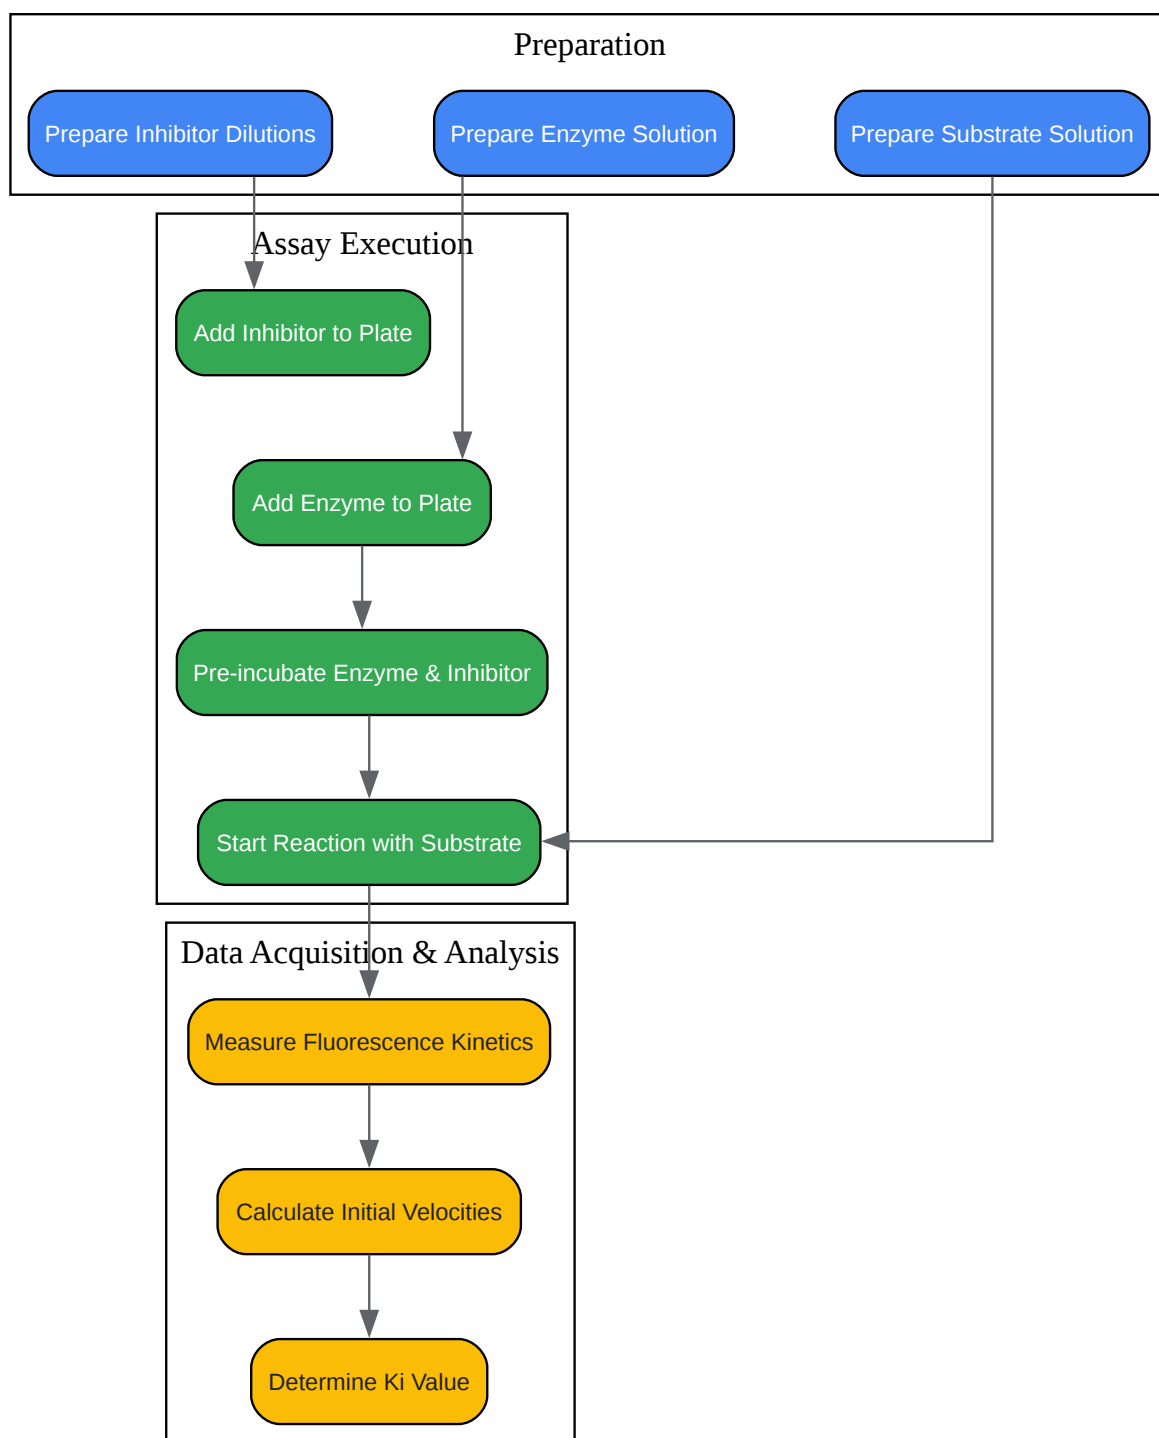 Preparation
Prepare Inhibitor Dilutions
Prepare Enzyme Solution
Prepare Substrate Solution
Assay Execution
Add Inhibitor to Plate
Add Enzyme to Plate
Pre-incubate Enzyme & Inhibitor
Start Reaction with Substrate
Data Acquisition & Analysis
Measure Fluorescence Kinetics
Calculate Initial Velocities
Determine Ki Value